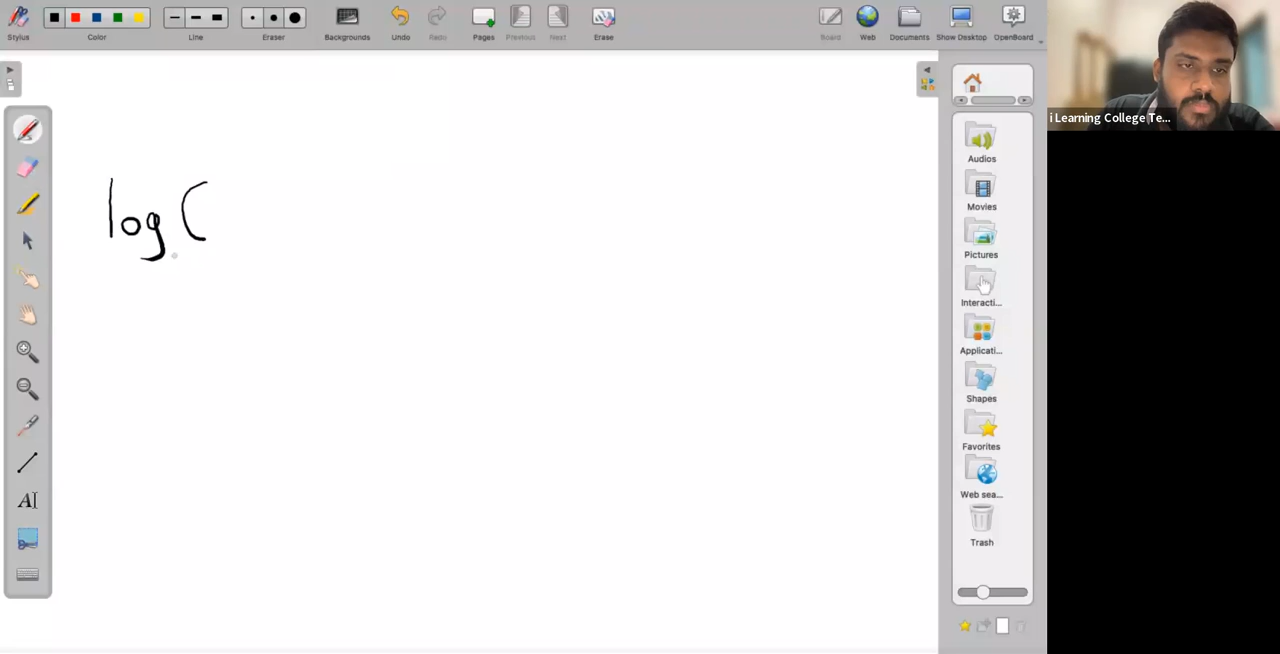 Stylus Color Line Eraser Backgrounds Undo Redo Pages Previous Next Erase Board Web Documents Show Desktop OpenBoard
i Learning College Te...
log (
Audios
Movies
Pictures
Interacti...
Applicati...
Shapes
Favorites
Web sea...
Trash
AI